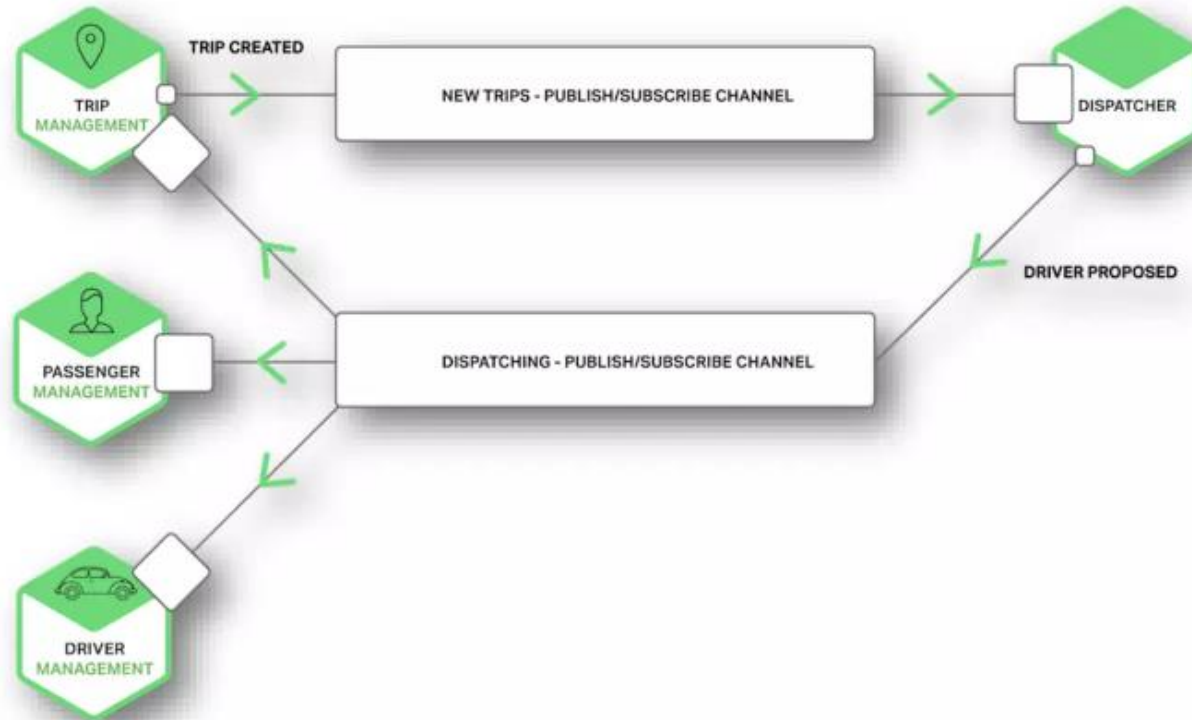 TRIP CREATED
NEW TRIPS - PUBLISH/SUBSCRIBE CHANNEL
TRIP
MANAGEMENT
DISPATCHER
DRIVER PROPOSED
PASSENGER
MANAGEMENT
DISPATCHING - PUBLISH/SUBSCRIBE CHANNEL
DRIVER
MANAGEMENT